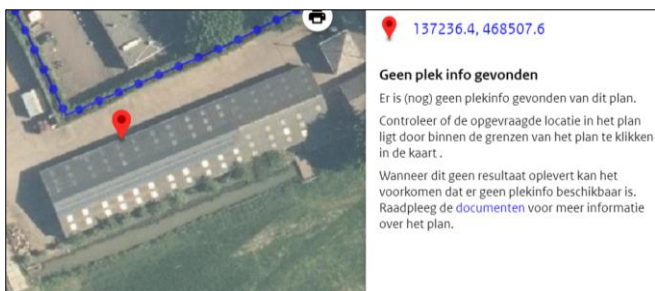 137236.4, 468507.6
Geen plek info gevonden
Er is (nog) geen plekinfo gevonden van dit plan.
Controleer of de opgevraagde locatie in het plan
ligt door binnen de grenzen van het plan te klikken
in de kaart .
Wanneer dit geen resultaat oplevert kan het
voorkomen dat er geen plekinfo beschikbaar is.
Raadpleeg de documenten voor meer informatie
over het plan.